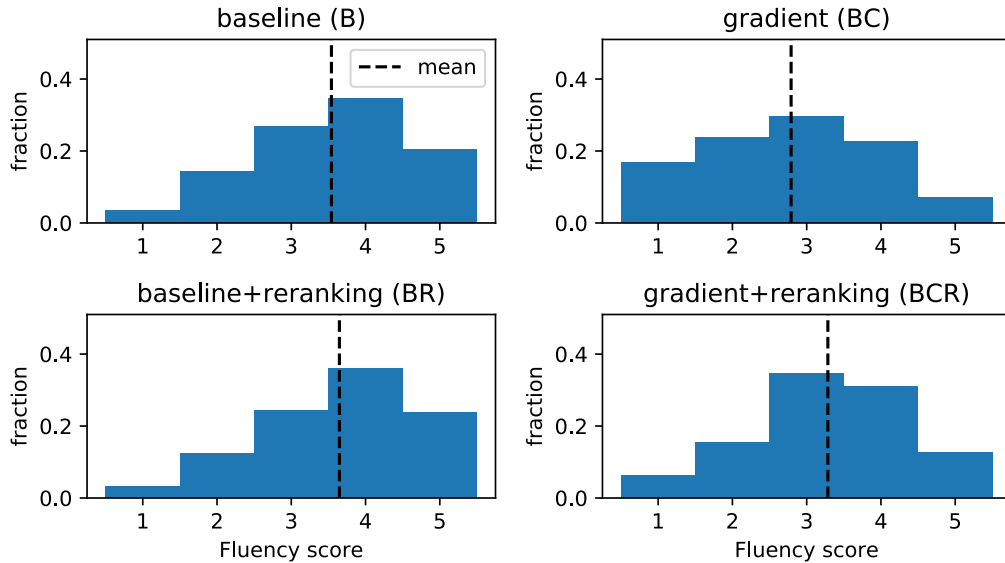 baseline (B)
mean
fraction
0.4
0.2
0.0
1 2 3 4 5
gradient (BC)
fraction
0.4
0.2
0.0
1 2 3 4 5
baseline+reranking (BR)
fraction
0.4
0.2
0.0
1 2 3 4 5
Fluency score
gradient+reranking (BCR)
fraction
0.4
0.2
0.0
1 2 3 4 5
Fluency score